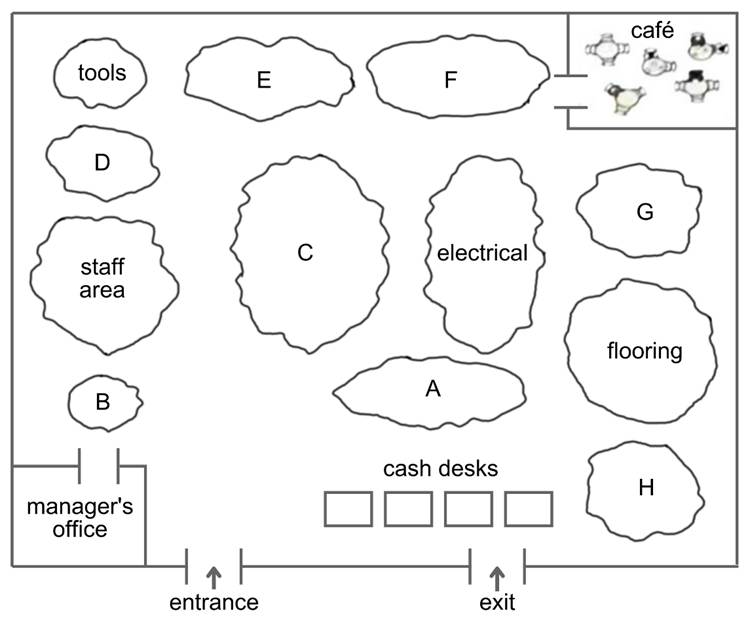 café
tools
E
F
D
G
C
electrical
staff
area
flooring
A
B
cash desks
H
manager's
office
entrance
exit